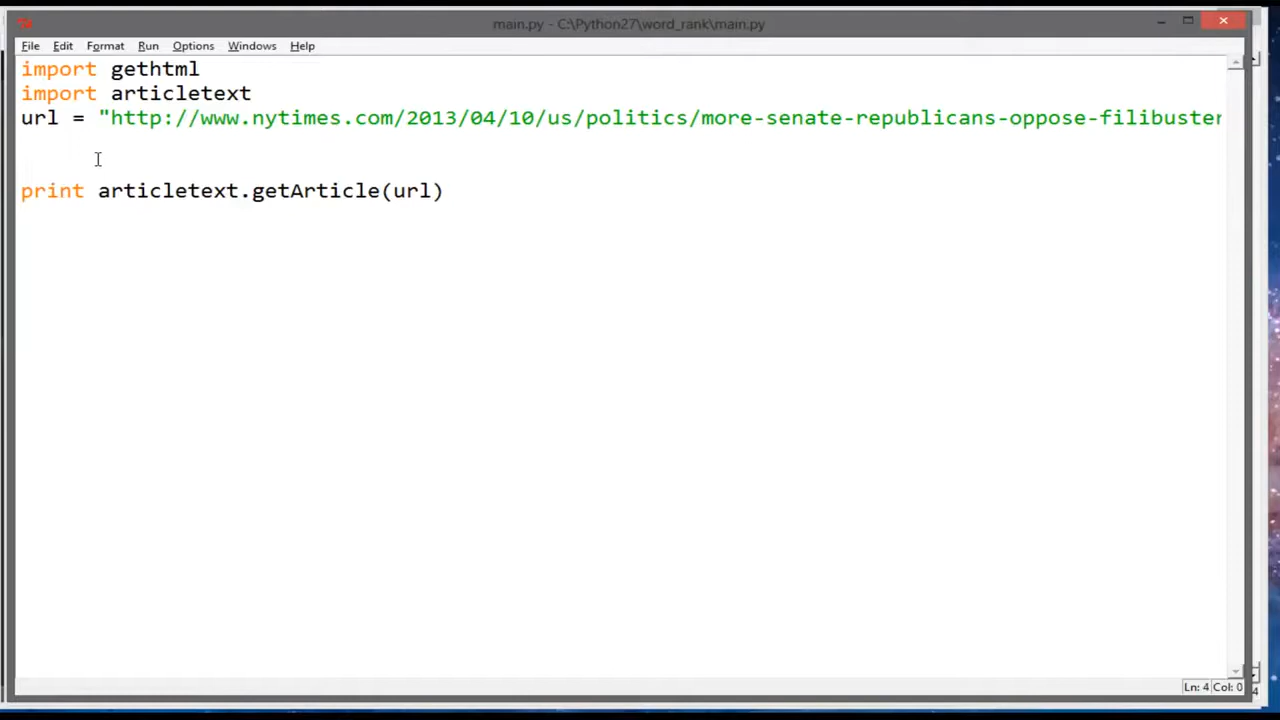 main.py - C:\Python27\word_rank\main.py
File Edit Format Run Options Windows Help
import gethtml
import articletext
url = "http://www.nytimes.com/2013/04/10/us/politics/more-senate-republicans-oppose-filibuster
print articletext.getArticle(url)
Ln: 4 Col: 0
4